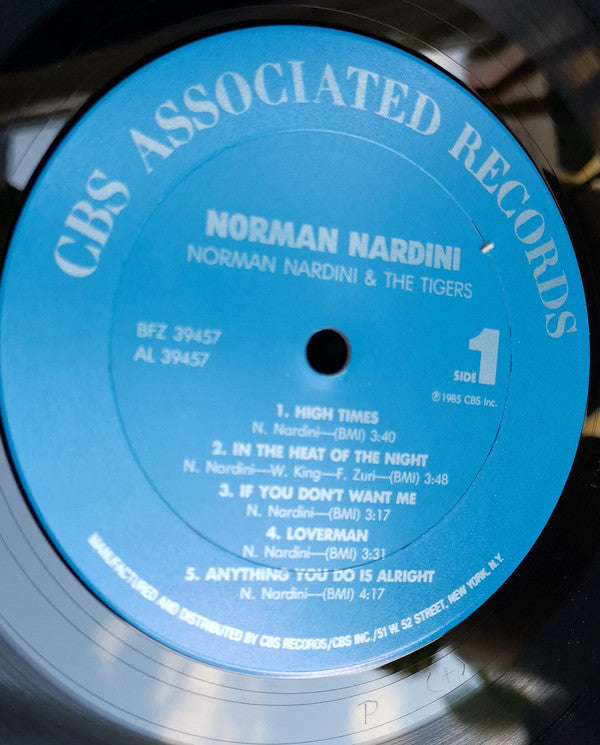 CBS ASSOCIATED RECORDS
NORMAN NARDINI
NORMAN NARDINI & THE TIGERS
BFZ 39457
AL 39457
SIDE 1
℗1985 CBS Inc.
1. HIGH TIMES
N. Nardini—(BMI) 3:40
2. IN THE HEAT OF THE NIGHT
N. Nardini—W. King—F. Zuri—(BMI) 3:48
3. IF YOU DON'T WANT ME
N. Nardini—(BMI) 3:17
4. LOVERMAN
N. Nardini—(BMI) 3:31
5. ANYTHING YOU DO IS ALRIGHT
N. Nardini—(BMI) 4:17
MANUFACTURED AND DISTRIBUTED BY CBS RECORDS/CBS INC./51 W. 52 STREET, NEW YORK, N.Y.
P (+)